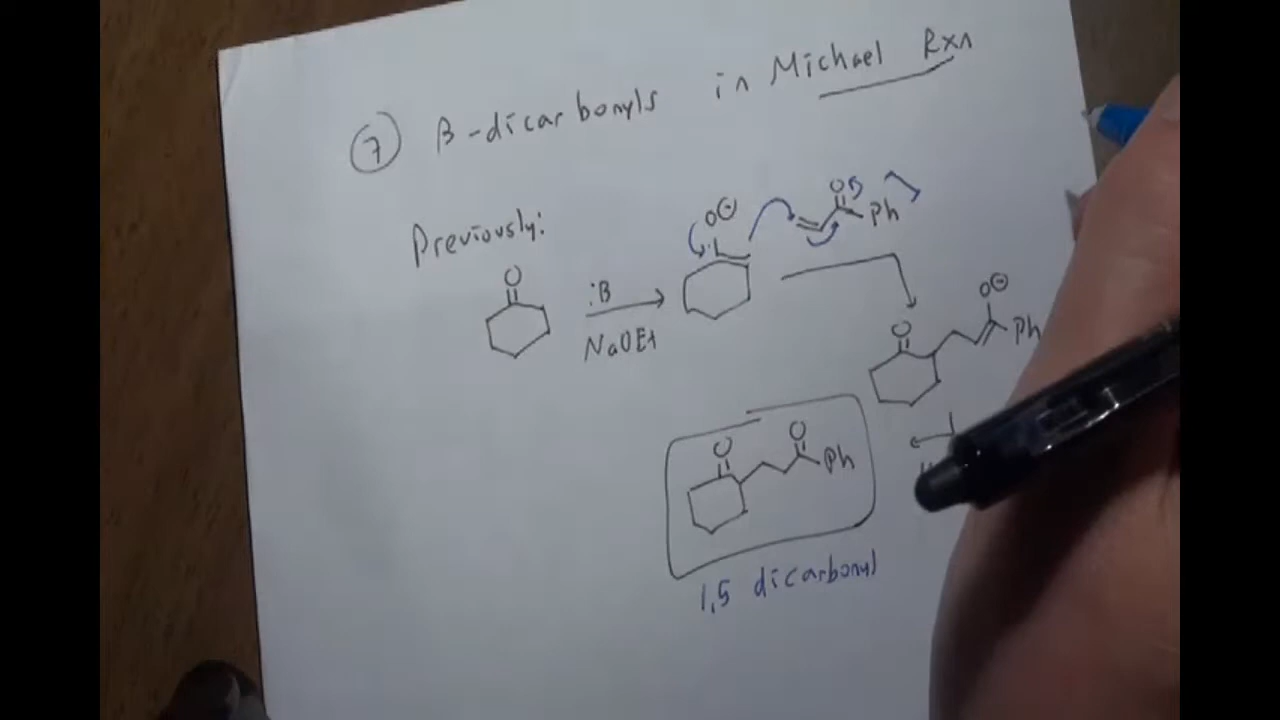 7 β-dicarbonyls in Michael Rxn
Previously:
O
:B
NaOEt
O⊖
O
Ph
O
O⊖
Ph
O
O
Ph
1,5 dicarbonyl